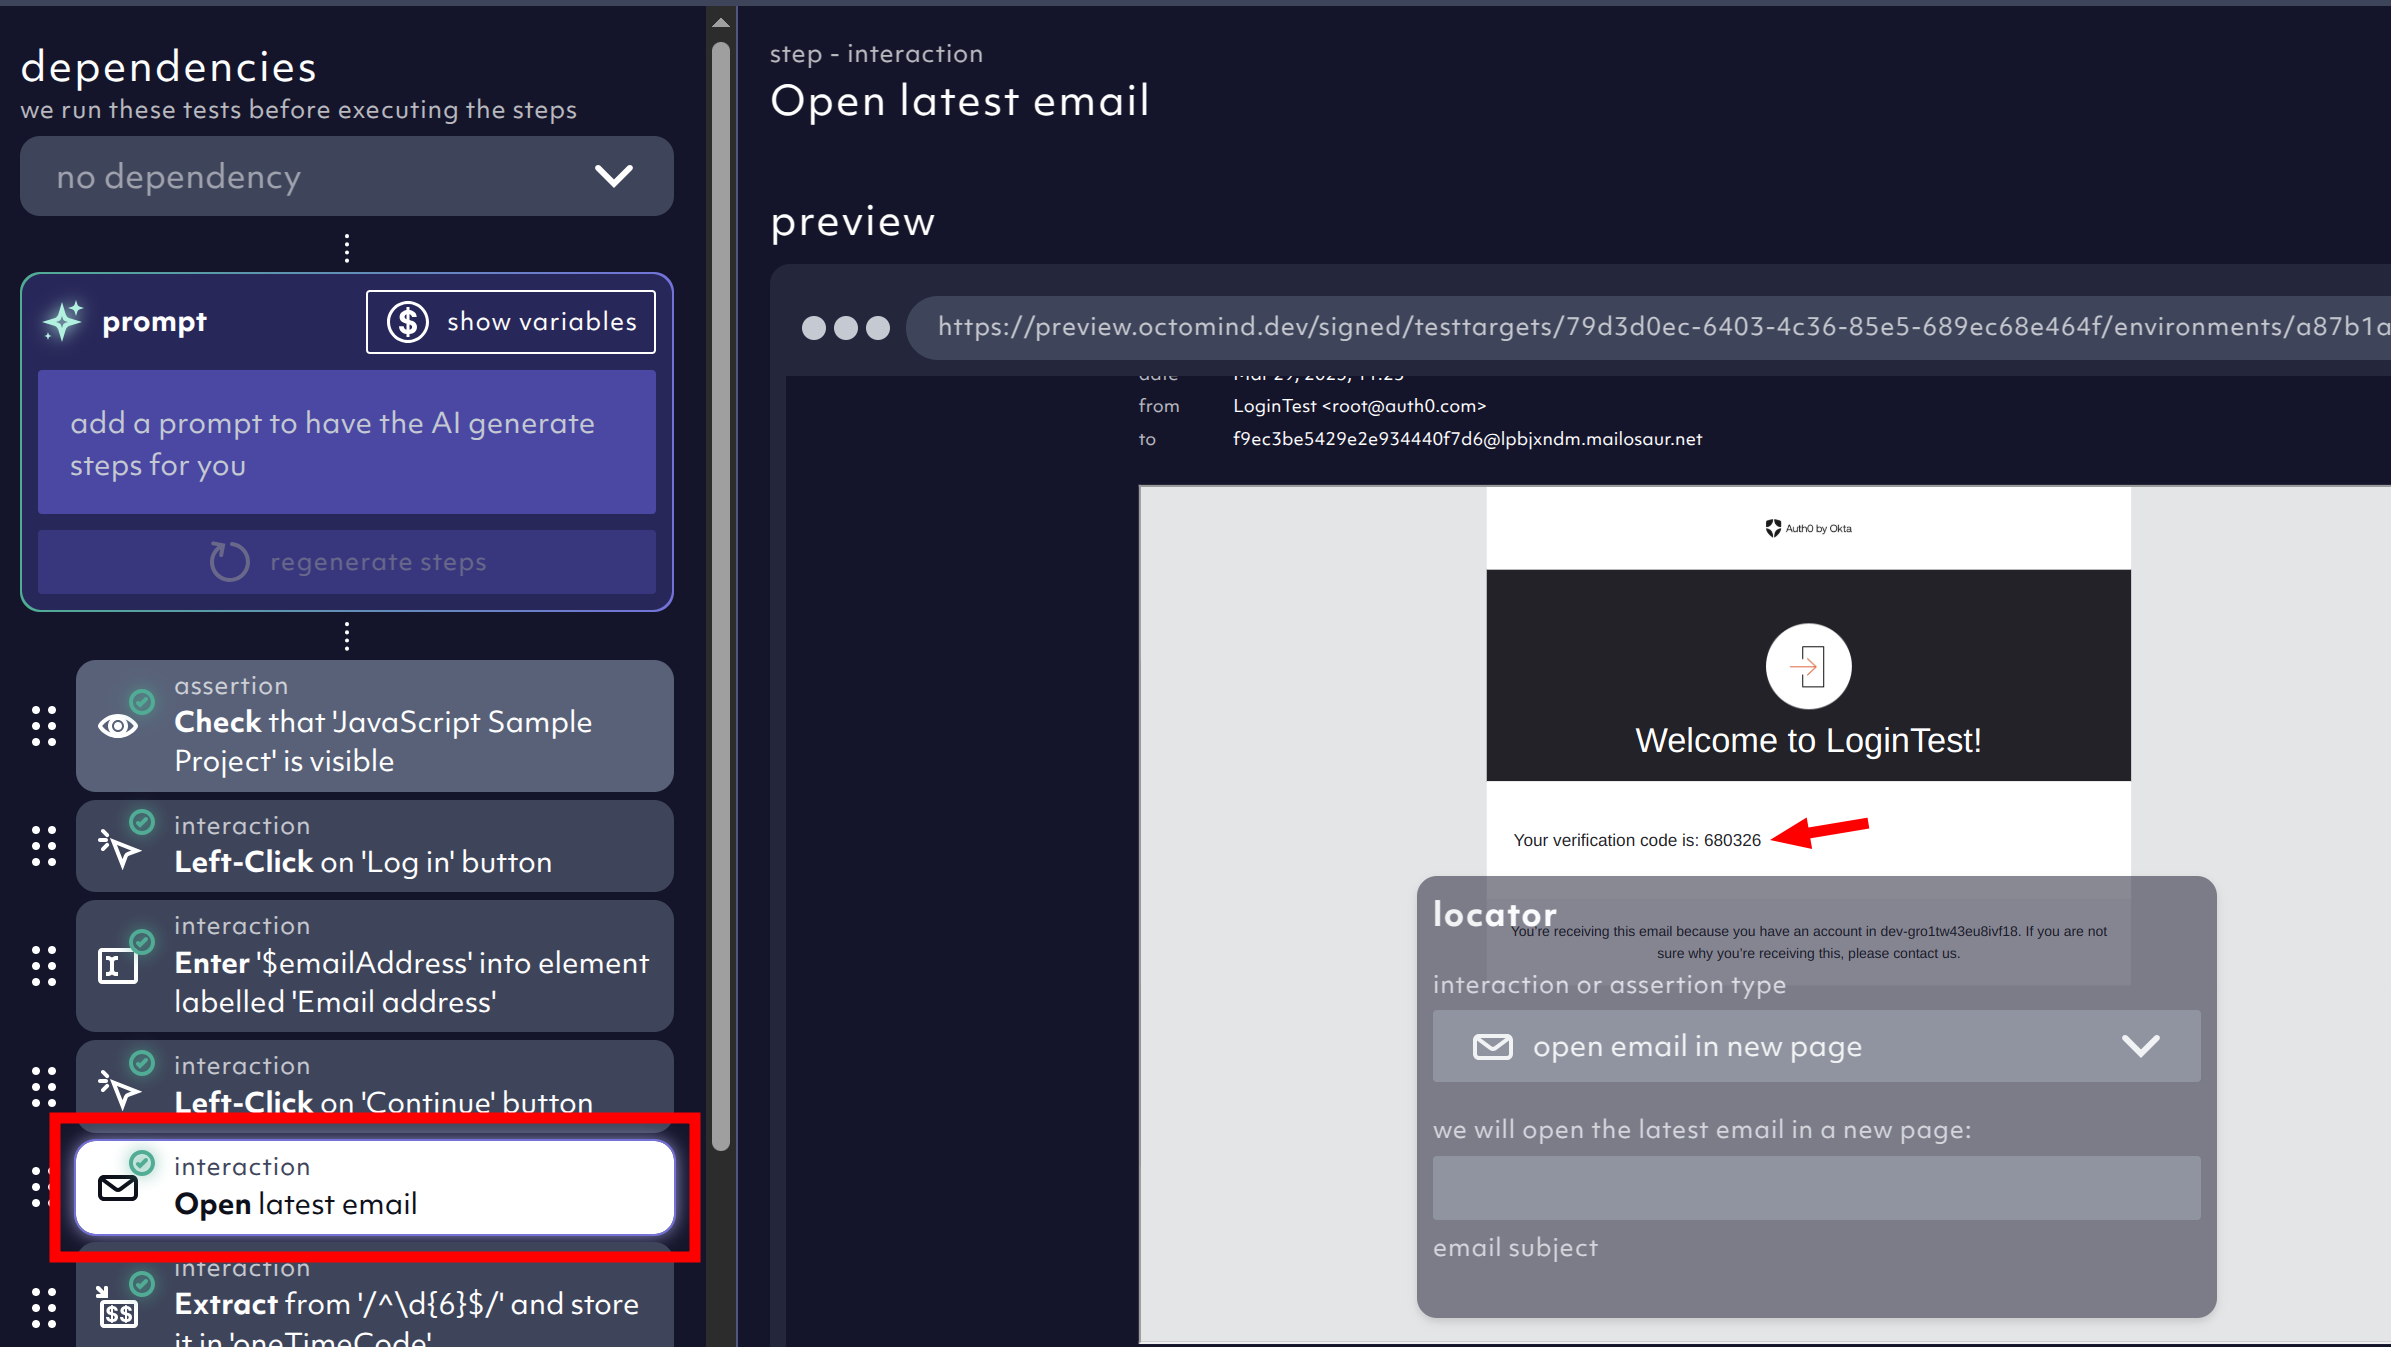 dependencies
we run these tests before executing the steps
no dependency
prompt
show variables
add a prompt to have the AI generate
steps for you
regenerate steps
assertion
Check that 'JavaScript Sample
Project' is visible
interaction
Left-Click on 'Log in' button
interaction
Enter '$emailAddress' into element
labelled 'Email address'
interaction
Left-Click on 'Continue' button
interaction
Open latest email
interaction
Extract from '/^\d{6}$/' and store
it in 'oneTimeCode'
step - interaction
Open latest email
preview
https://preview.octomind.dev/signed/testtargets/79d3d0ec-6403-4c36-85e5-689ec68e464f/environments/a87b1a
date
from LoginTest <root@auth0.com>
to f9ec3be5429e2e934440f7d6@lpbjxndm.mailosaur.net
Auth0 by Okta
Welcome to LoginTest!
Your verification code is: 680326
locator
You're receiving this email because you have an account in dev-gro1tw43eu8ivf18. If you are not
sure why you're receiving this, please contact us.
interaction or assertion type
open email in new page
we will open the latest email in a new page:
email subject